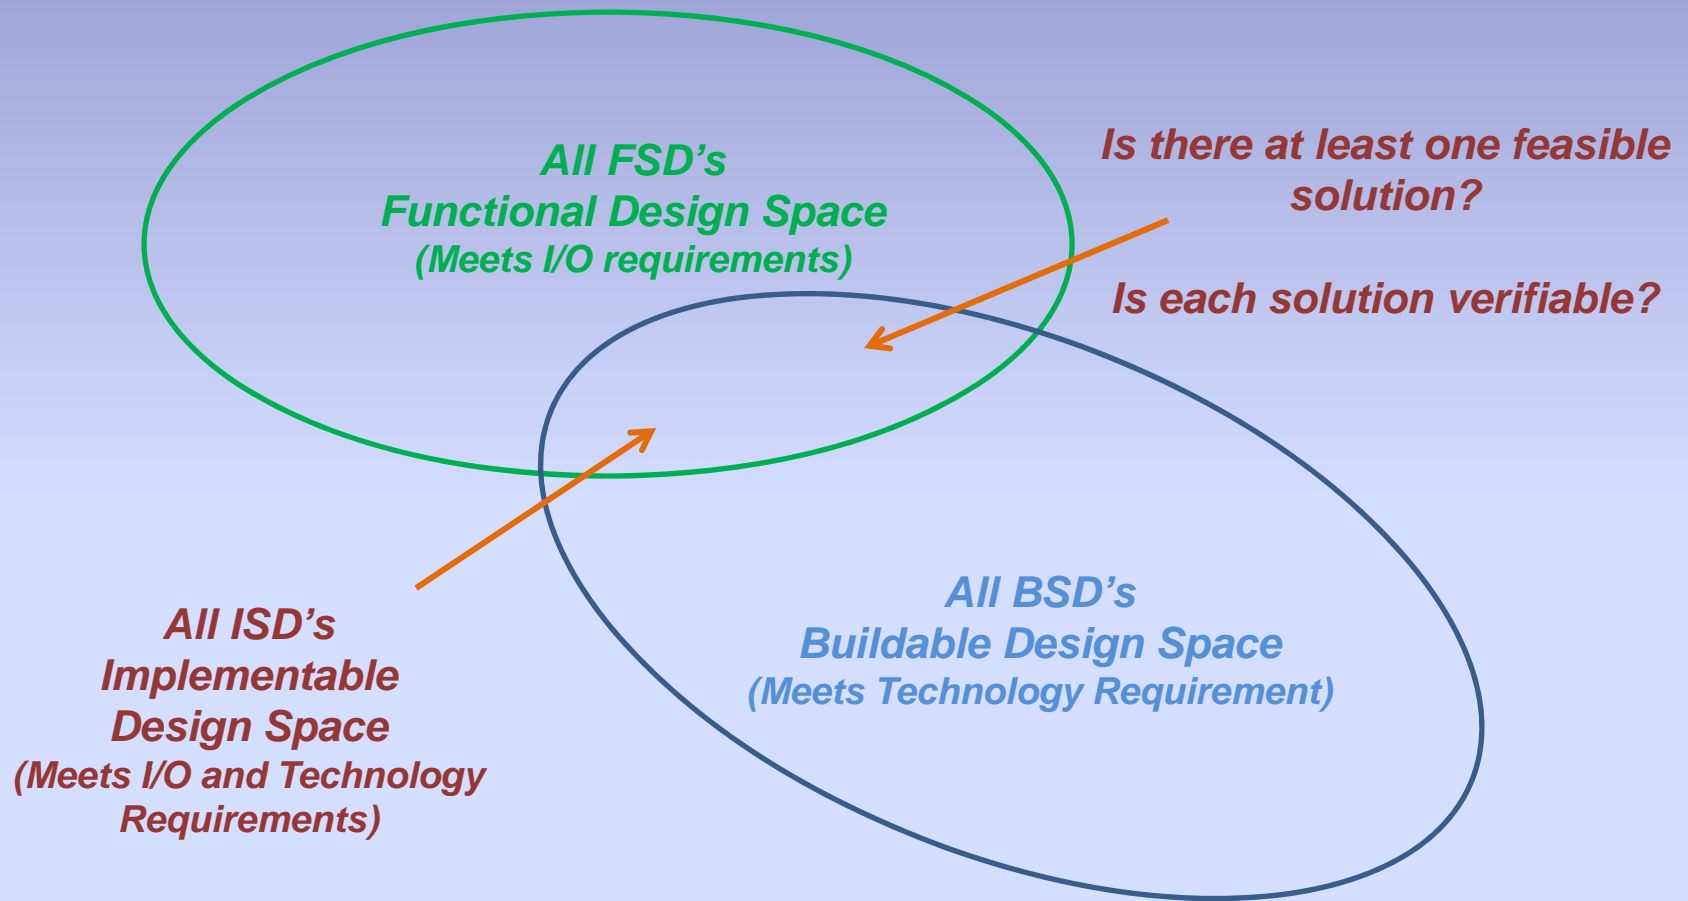 All FSD’s
Functional Design Space
(Meets I/O requirements)
Is there at least one feasible
solution?
Is each solution verifiable?
All ISD’s
Implementable
Design Space
(Meets I/O and Technology
Requirements)
All BSD’s
Buildable Design Space
(Meets Technology Requirement)